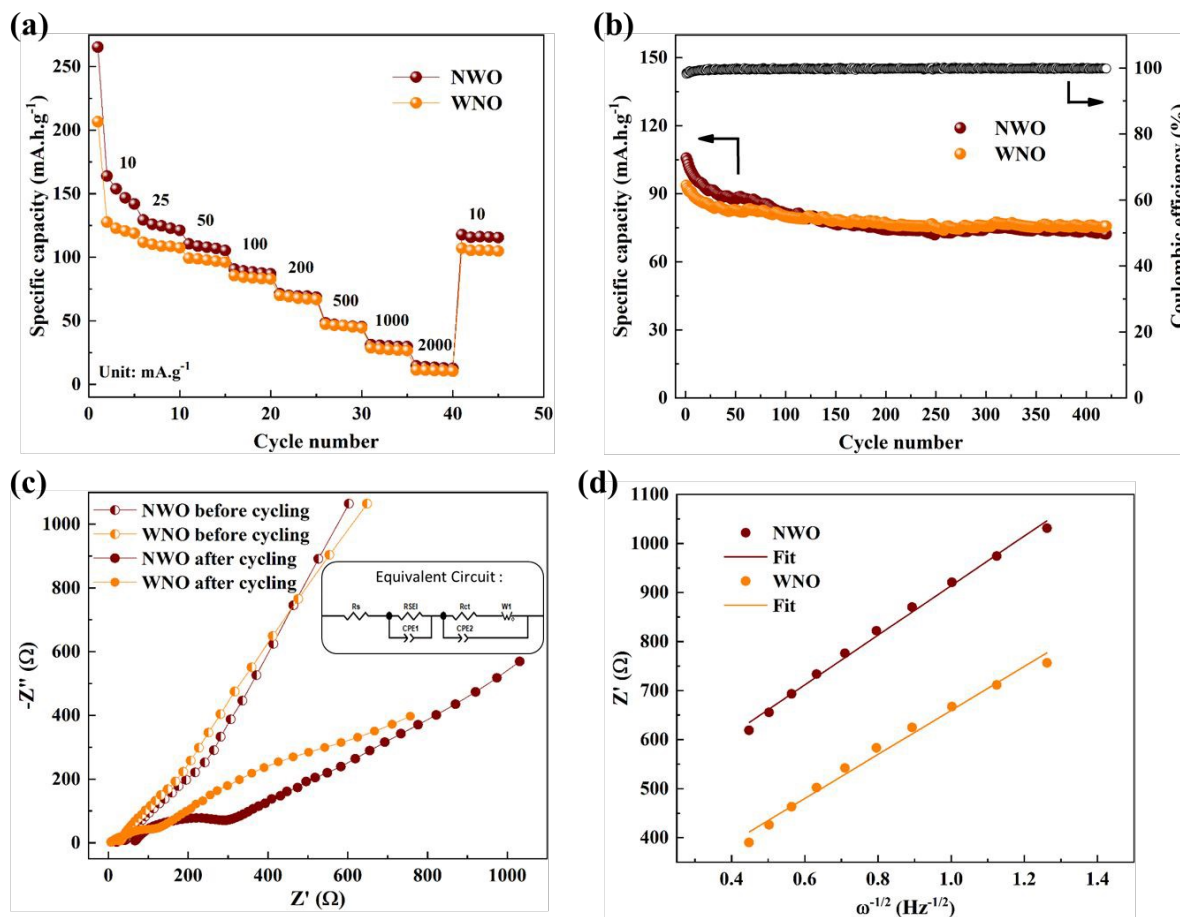 (a)
250
200
150
100
50
0
Specific capacity (mA.h.g-1)
NWO
WNO
10
25
50
100
200
500
1000
2000
10
Unit: mA.g-1
0
10
20
30
40
50
Cycle number
(b)
150
120
90
60
30
0
Specific capacity (mA.h.g-1)
NWO
WNO
100
80
60
40
20
0
Coulombic efficiency (%)
0
50
100
150
200
250
300
350
400
Cycle number
(c)
1000
800
600
400
200
0
-Z'' (Ω)
NWO before cycling
WNO before cycling
NWO after cycling
WNO after cycling
Equivalent Circuit :
Rs
RSEI
Rct
W1
CPE1
CPE2
0
200
400
600
800
1000
Z' (Ω)
(d)
1100
1000
900
800
700
600
500
400
Z' (Ω)
NWO
Fit
WNO
Fit
0.4
0.6
0.8
1.0
1.2
1.4
ω-1/2 (Hz-1/2)